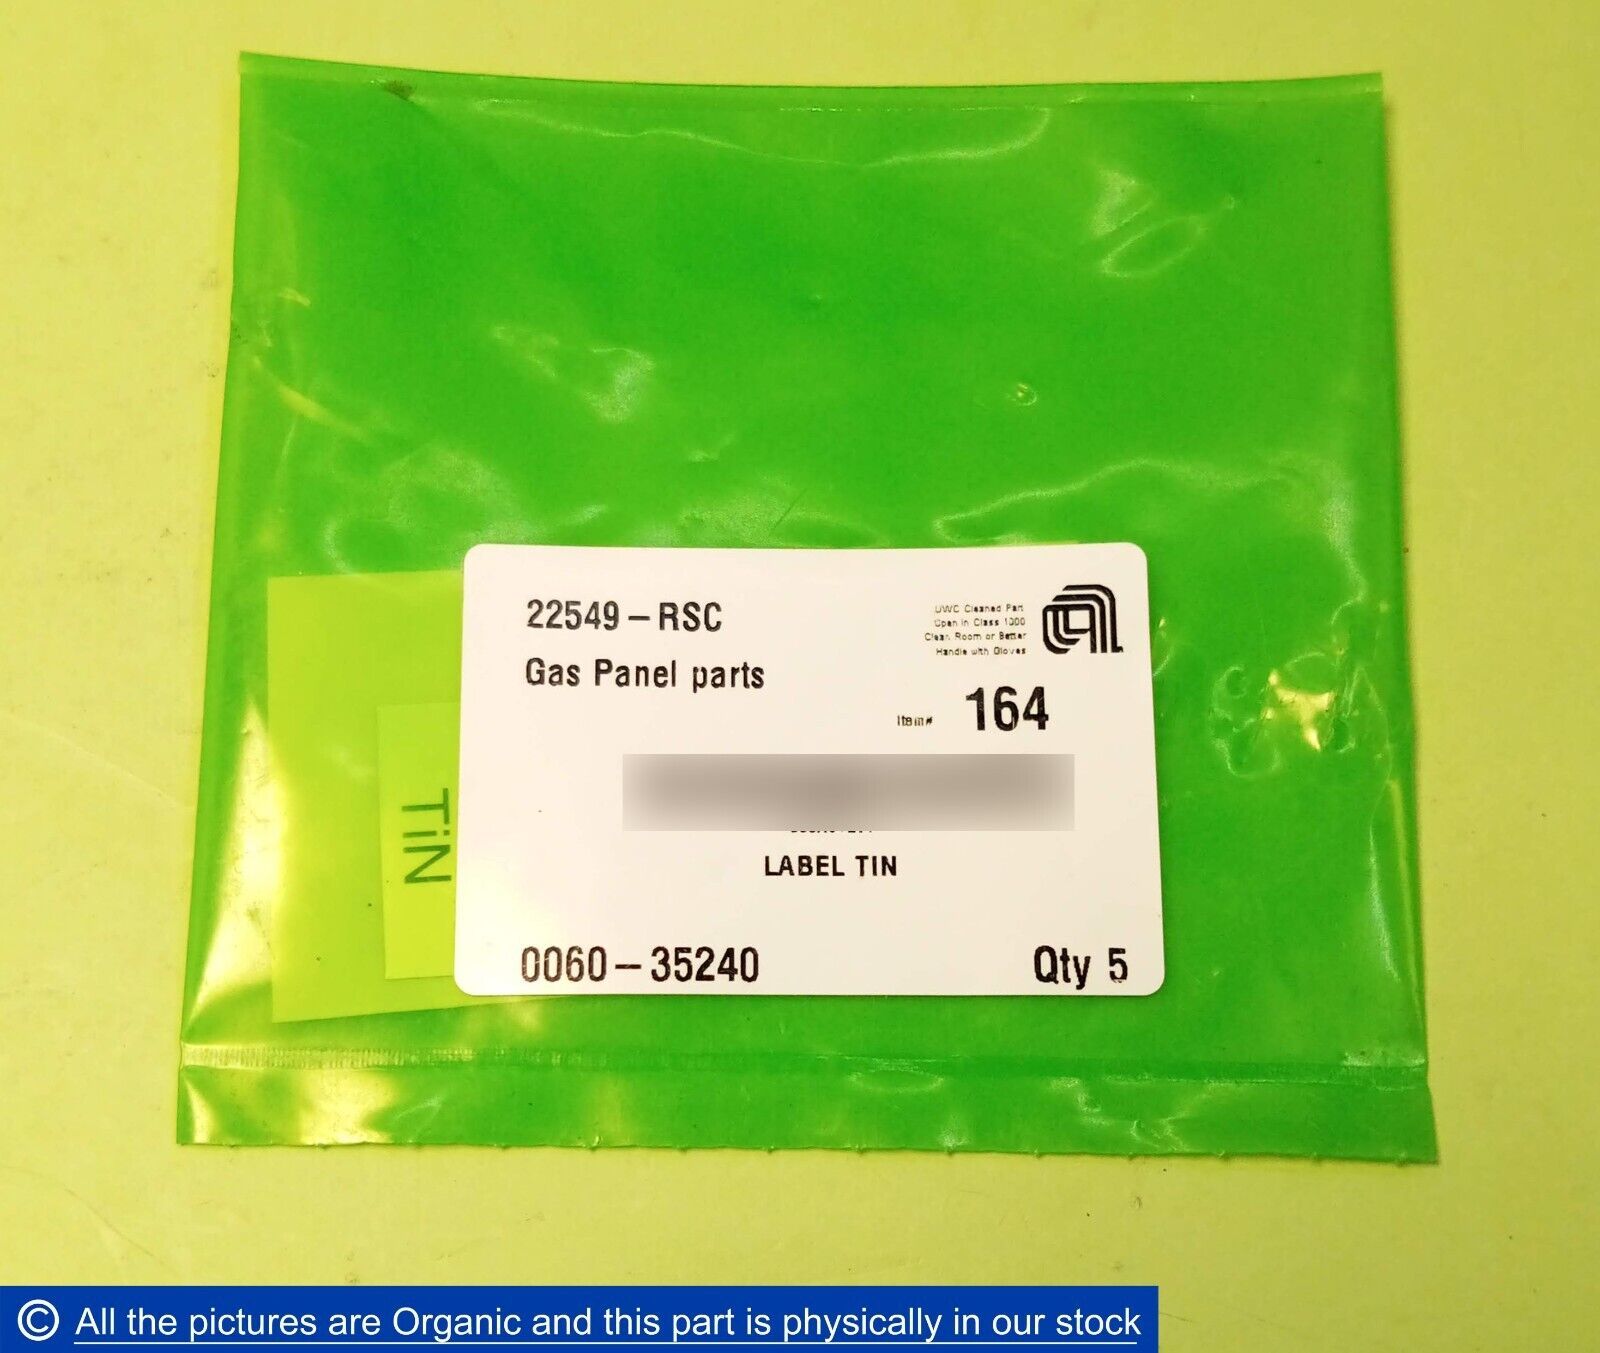 22549-RSC
Gas Panel parts
UWC Cleaned Part
Open in Class 1000
Clean Room or Better
Handle with Gloves
Item# 164
LABEL TIN
0060-35240 Qty 5
TiN
© All the pictures are Organic and this part is physically in our stock